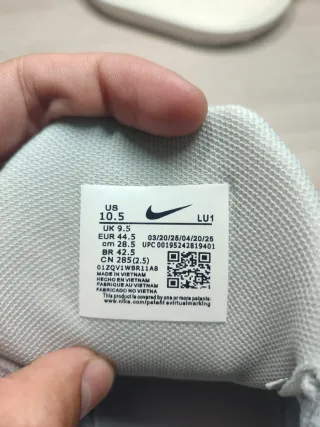 US
10.5
LU1
UK 9.5
EUR 44.5
cm 28.5
BR 42.5
CN 285(2.5)
03/20/25/04/20/25
UPC 00195242819401
01ZQV1WBR11A8
MADE IN VIETNAM
HECHO EN VIETNAM
FABRIQUE AU VIETNAM
FABRICADO NO VIETNA
This product is covered by one or more patents:
www.nike.com/patent #virtualmarking